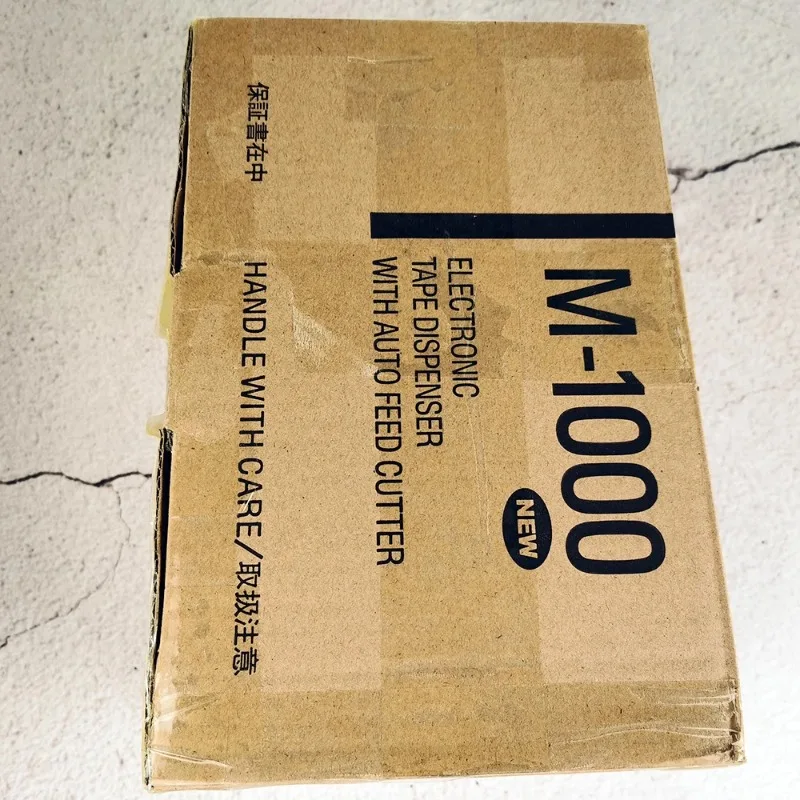 M-1000
NEW
ELECTRONIC
TAPE DISPENSER
WITH AUTO FEED CUTTER
保証書在中
HANDLE WITH CARE/取扱注意